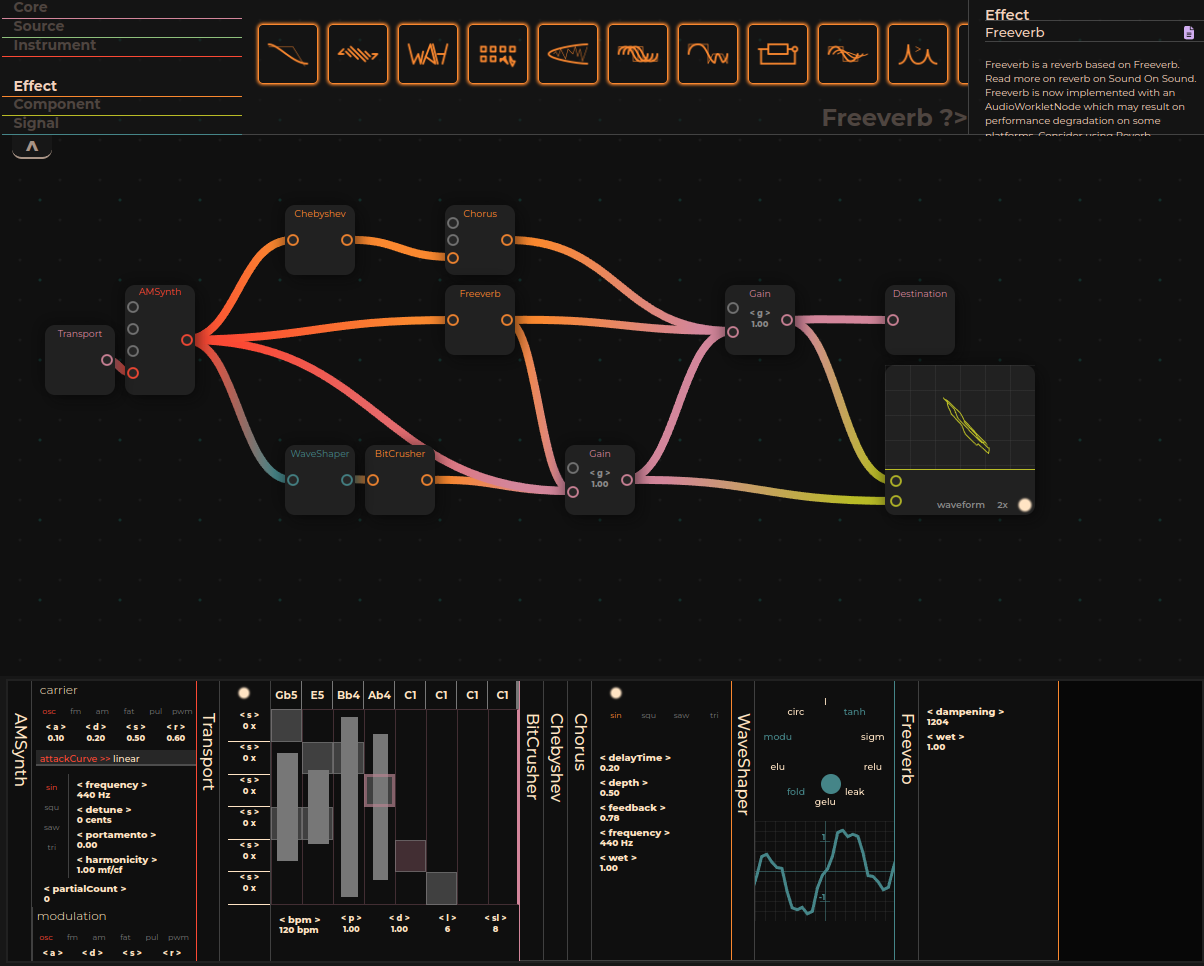 Core
Source
Instrument
Effect
Component
Signal
WAH
Freeverb ?>
Effect
Freeverb
Freeverb is a reverb based on Freeverb.
Read more on reverb on Sound On Sound.
Freeverb is now implemented with an
AudioWorkletNode which may result on
performance degradation on some
platforms. Consider using Reverb
Chebyshev
Chorus
AMSynth
Freeverb
Gain
< g >
1.00
Destination
Transport
WaveShaper
BitCrusher
Gain
< g >
1.00
waveform 2x
AMSynth
carrier
osc fm am fat pul pwm
< a > < d > < s > < r >
0.10 0.20 0.50 0.60
attackCurve >> linear
sin
squ
saw
tri
< frequency >
440 Hz
< detune >
0 cents
< portamento >
0.00
< harmonicity >
1.00 mf/cf
< partialCount >
0
modulation
osc fm am fat pul pwm
< a > < d > < s > < r >
Transport
Gb5 E5 Bb4 Ab4 C1 C1 C1 C1
< s >
0 x
< s >
0 x
< s >
0 x
< s >
0 x
< s >
0 x
< s >
0 x
< bpm > < p > < d > < l > < sl >
120 bpm 1.00 1.00 6 8
BitCrusher
Chebyshev
Chorus
sin squ saw tri
< delayTime >
0.20
< depth >
0.50
< feedback >
0.78
< frequency >
440 Hz
< wet >
1.00
WaveShaper
circ tanh
modu sigm
elu relu
fold leak
gelu
1
-1
Freeverb
< dampening >
1204
< wet >
1.00